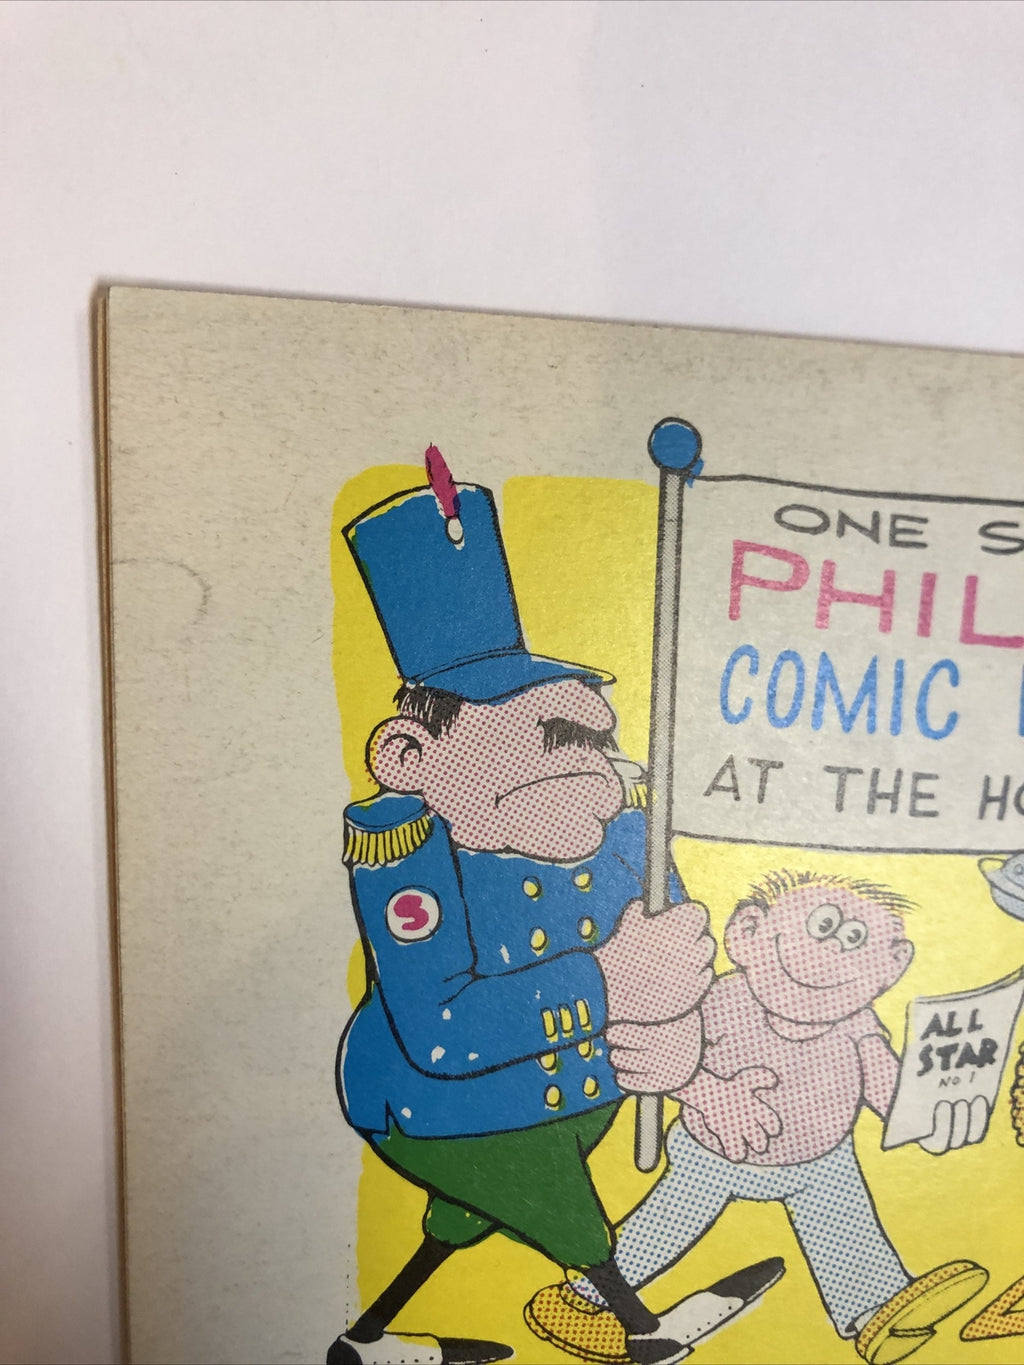 ONE S
PHIL
COMIC
AT THE HO
S
ALL
STAR
NO 1